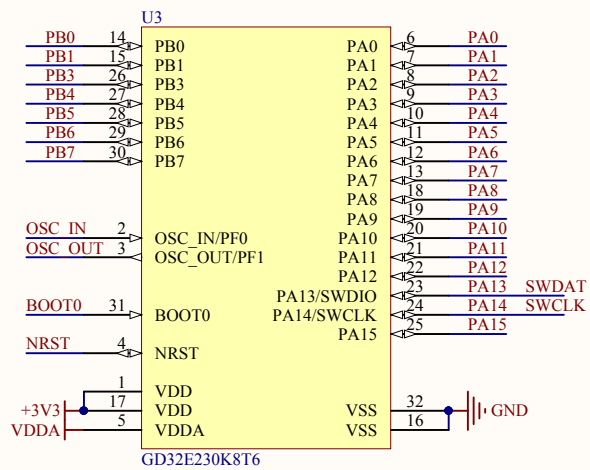 U3
PB0 14 PB0 PA0 6 PA0
PB1 15 PB1 PA1 7 PA1
PB3 26 PB3 PA2 8 PA2
PB4 27 PB4 PA3 9 PA3
PB5 28 PB5 PA4 10 PA4
PB6 29 PB6 PA5 11 PA5
PB7 30 PB7 PA6 12 PA6
PA7 13 PA7
PA8 18 PA8
PA9 19 PA9
OSC_IN 2 OSC_IN/PF0 PA10 20 PA10
OSC_OUT 3 OSC_OUT/PF1 PA11 21 PA11
PA12 22 PA12
PA13/SWDIO 23 PA13 SWDAT
BOOT0 31 BOOT0 PA14/SWCLK 24 PA14 SWCLK
PA15 25 PA15
NRST 4 NRST
1 VDD
+3V3 17 VDD VSS 32 GND
VDDA 5 VDDA VSS 16
GD32E230K8T6